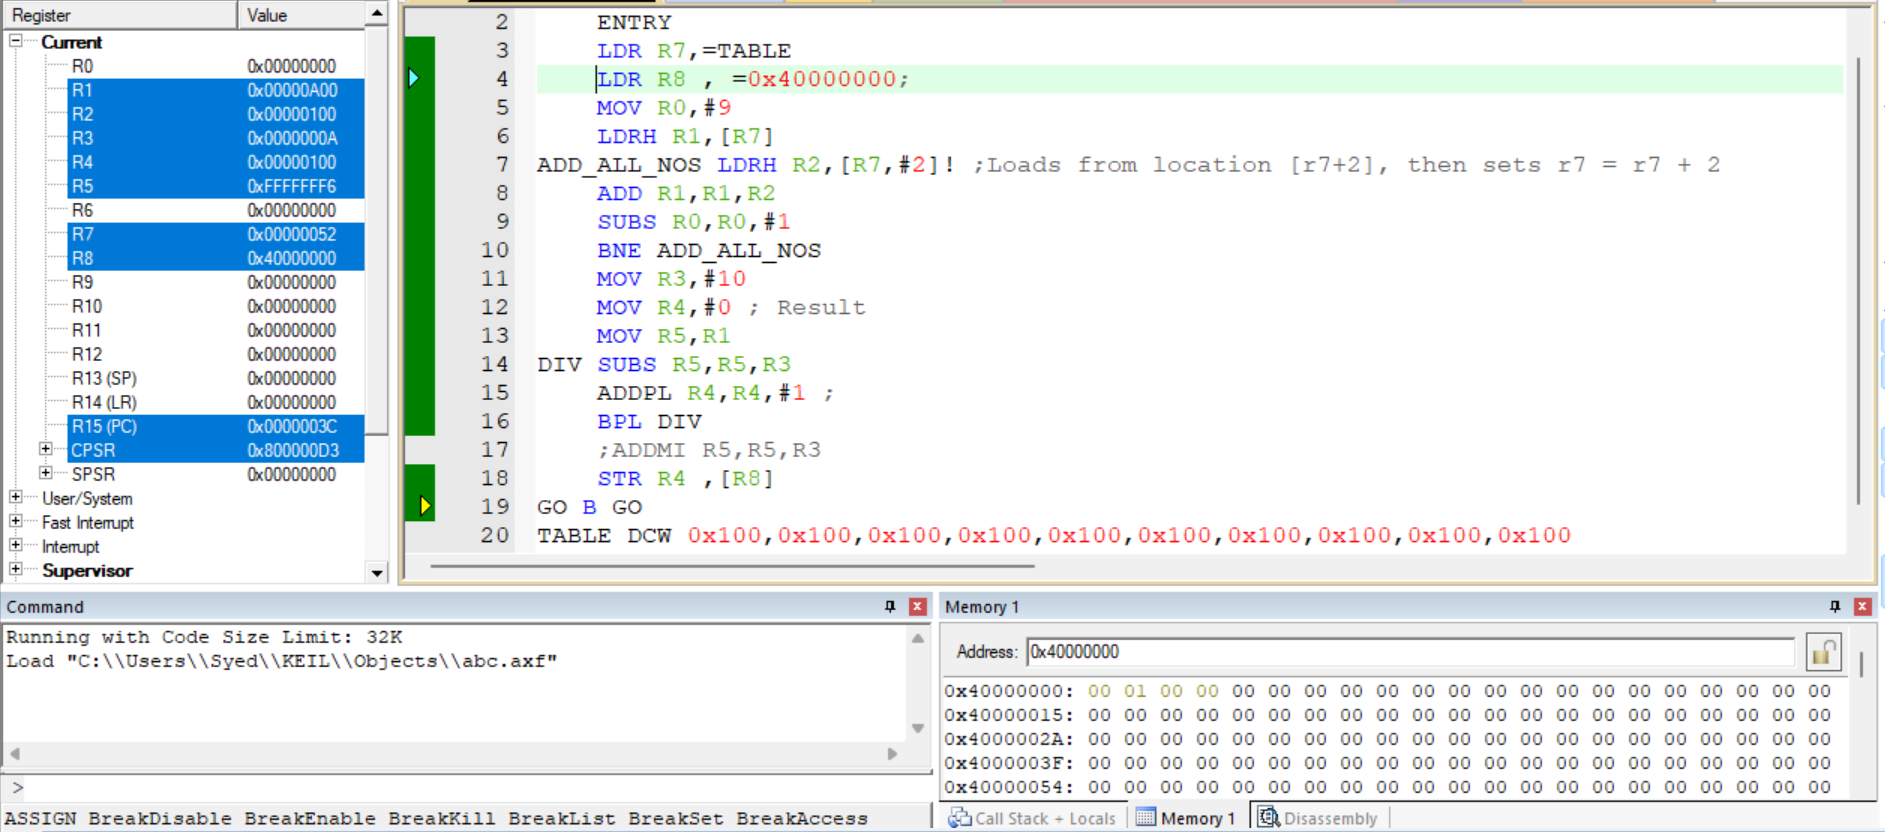 Register Value
Current
R0 0x00000000
R1 0x00000A00
R2 0x00000100
R3 0x0000000A
R4 0x00000100
R5 0xFFFFFFF6
R6 0x00000000
R7 0x00000052
R8 0x40000000
R9 0x00000000
R10 0x00000000
R11 0x00000000
R12 0x00000000
R13 (SP) 0x00000000
R14 (LR) 0x00000000
R15 (PC) 0x0000003C
CPSR 0x800000D3
SPSR 0x00000000
User/System
Fast Interrupt
Interrupt
Supervisor
2 ENTRY
3 LDR R7,=TABLE
4 LDR R8 , =0x40000000;
5 MOV R0,#9
6 LDRH R1,[R7]
7 ADD_ALL_NOS LDRH R2,[R7,#2]! ;Loads from location [r7+2], then sets r7 = r7 + 2
8 ADD R1,R1,R2
9 SUBS R0,R0,#1
10 BNE ADD_ALL_NOS
11 MOV R3,#10
12 MOV R4,#0 ; Result
13 MOV R5,R1
14 DIV SUBS R5,R5,R3
15 ADDPL R4,R4,#1 ;
16 BPL DIV
17 ;ADDMI R5,R5,R3
18 STR R4 ,[R8]
19 GO B GO
20 TABLE DCW 0x100,0x100,0x100,0x100,0x100,0x100,0x100,0x100,0x100,0x100
Command
Running with Code Size Limit: 32K
Load "C:\\Users\\Syed\\KEIL\\Objects\\abc.axf"
>
ASSIGN BreakDisable BreakEnable BreakKill BreakList BreakSet BreakAccess
Memory 1
Address: 0x40000000
0x40000000: 00 01 00 00 00 00 00 00 00 00 00 00 00 00 00 00 00 00 00 00 00
0x40000015: 00 00 00 00 00 00 00 00 00 00 00 00 00 00 00 00 00 00 00 00 00
0x4000002A: 00 00 00 00 00 00 00 00 00 00 00 00 00 00 00 00 00 00 00 00 00
0x4000003F: 00 00 00 00 00 00 00 00 00 00 00 00 00 00 00 00 00 00 00 00 00
0x40000054: 00 00 00 00 00 00 00 00 00 00 00 00 00 00 00 00 00 00 00 00 00
Call Stack + Locals Memory 1 Disassembly